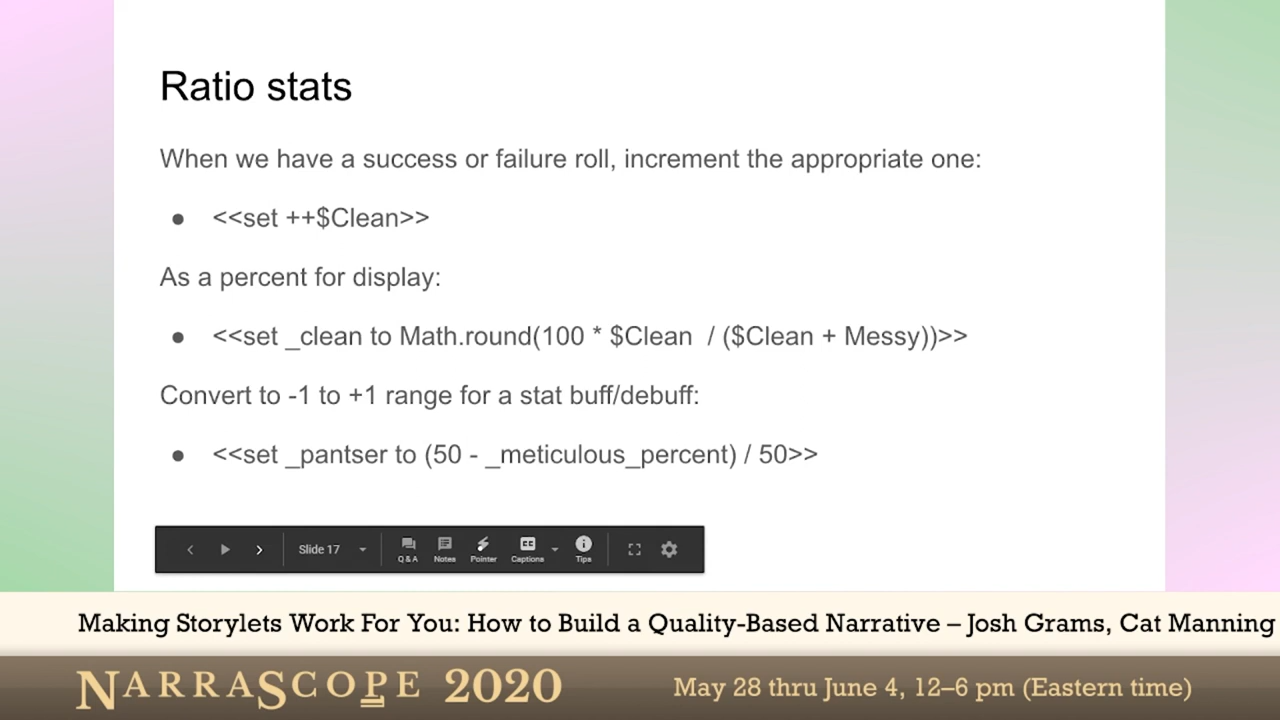 Ratio stats
When we have a success or failure roll, increment the appropriate one:
● <<set ++$Clean>>
As a percent for display:
● <<set _clean to Math.round(100 * $Clean / ($Clean + Messy))>>
Convert to -1 to +1 range for a stat buff/debuff:
● <<set _pantser to (50 - _meticulous_percent) / 50>>
Slide 17
Q & A Notes Pointer Captions Tips
Making Storylets Work For You: How to Build a Quality-Based Narrative – Josh Grams, Cat Manning
NARRASCOPE 2020
May 28 thru June 4, 12–6 pm (Eastern time)